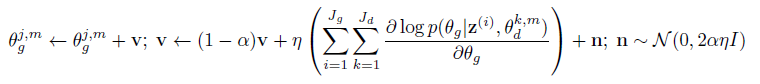 θ_g^{j,m} ← θ_g^{j,m} + v; v ← (1 − α)v + η ( ∑_{i=1}^{J_g} ∑_{k=1}^{J_d} ∂ log p(θ_g|z^{(i)}, θ_d^{k,m}) / ∂θ_g ) + n; n ∼ 𝒩(0, 2αηI)